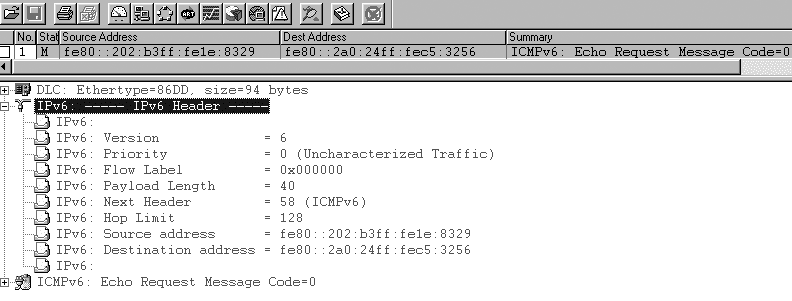 No. Stat Source Address Dest Address Summary
1 M fe80::202:b3ff:fe1e:8329 fe80::2a0:24ff:fec5:3256 ICMPv6: Echo Request Message Code=0
DLC: Ethertype=86DD, size=94 bytes
IPv6: ----- IPv6 Header -----
IPv6:
IPv6: Version = 6
IPv6: Priority = 0 (Uncharacterized Traffic)
IPv6: Flow Label = 0x000000
IPv6: Payload Length = 40
IPv6: Next Header = 58 (ICMPv6)
IPv6: Hop Limit = 128
IPv6: Source address = fe80::202:b3ff:fe1e:8329
IPv6: Destination address = fe80::2a0:24ff:fec5:3256
IPv6:
ICMPv6: Echo Request Message Code=0